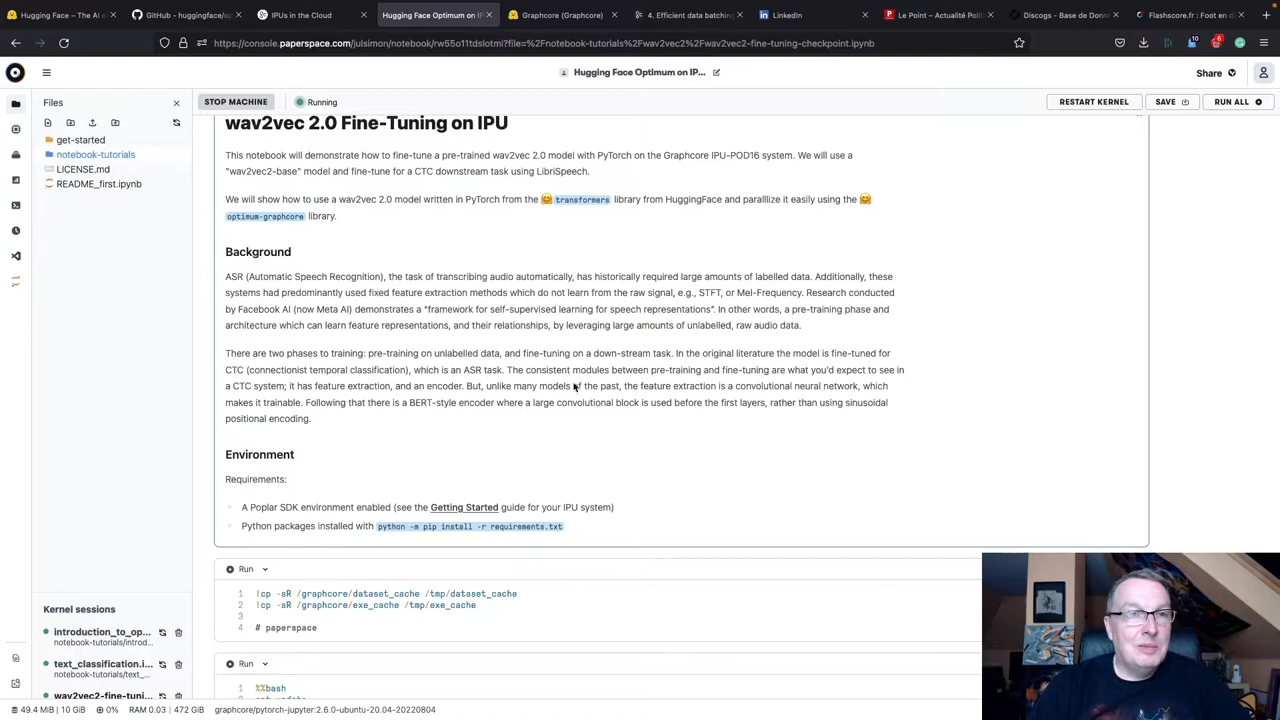 Hugging Face – The AI c
GitHub - huggingface/op
IPUs in the Cloud
Hugging Face Optimum on IP
Graphcore (Graphcore)
4. Efficient data batching
LinkedIn
Le Point – Actualité Politi
Discogs - Base de Donn
Flashscore.fr : Foot en di
https://console.paperspace.com/julsimon/notebook/rw55o11tdslotmi?file=%2Fnotebook-tutorials%2Fwav2vec2%2Fwav2vec2-fine-tuning-checkpoint.ipynb
10
6
Hugging Face Optimum on IP...
Share
Files
STOP MACHINE
Running
RESTART KERNEL
SAVE
RUN ALL
get-started
notebook-tutorials
LICENSE.md
README_first.ipynb
wav2vec 2.0 Fine-Tuning on IPU
This notebook will demonstrate how to fine-tune a pre-trained wav2vec 2.0 model with PyTorch on the Graphcore IPU-POD16 system. We will use a
"wav2vec2-base" model and fine-tune for a CTC downstream task using LibriSpeech.
We will show how to use a wav2vec 2.0 model written in PyTorch from the 🤗 transformers library from HuggingFace and paralllize it easily using the 🤗
optimum-graphcore library.
Background
ASR (Automatic Speech Recognition), the task of transcribing audio automatically, has historically required large amounts of labelled data. Additionally, these
systems had predominantly used fixed feature extraction methods which do not learn from the raw signal, e.g., STFT, or Mel-Frequency. Research conducted
by Facebook AI (now Meta AI) demonstrates a “framework for self-supervised learning for speech representations”. In other words, a pre-training phase and
architecture which can learn feature representations, and their relationships, by leveraging large amounts of unlabelled, raw audio data.
There are two phases to training: pre-training on unlabelled data, and fine-tuning on a down-stream task. In the original literature the model is fine-tuned for
CTC (connectionist temporal classification), which is an ASR task. The consistent modules between pre-training and fine-tuning are what you'd expect to see in
a CTC system; it has feature extraction, and an encoder. But, unlike many models of the past, the feature extraction is a convolutional neural network, which
makes it trainable. Following that there is a BERT-style encoder where a large convolutional block is used before the first layers, rather than using sinusoidal
positional encoding.
Environment
Requirements:
A Poplar SDK environment enabled (see the Getting Started guide for your IPU system)
Python packages installed with python -m pip install -r requirements.txt
Run
1 !cp -sR /graphcore/dataset_cache /tmp/dataset_cache
2 !cp -sR /graphcore/exe_cache /tmp/exe_cache
3
4 # paperspace
Run
1 %%bash
Kernel sessions
introduction_to_op...
notebook-tutorials/introd...
text_classification.i...
notebook-tutorials/text_...
wav2vec2-fine-tuni...
49.4 MiB | 10 GiB
0%
RAM 0.03 | 472 GiB
graphcore/pytorch-jupyter:2.6.0-ubuntu-20.04-20220804